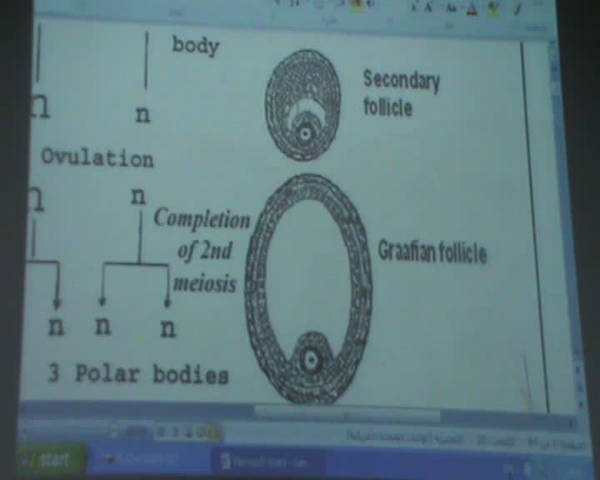 body
Secondary
follicle
n n
Ovulation
n n
Completion
of 2nd
meiosis
Graafian follicle
n n n
3 Polar bodies
start